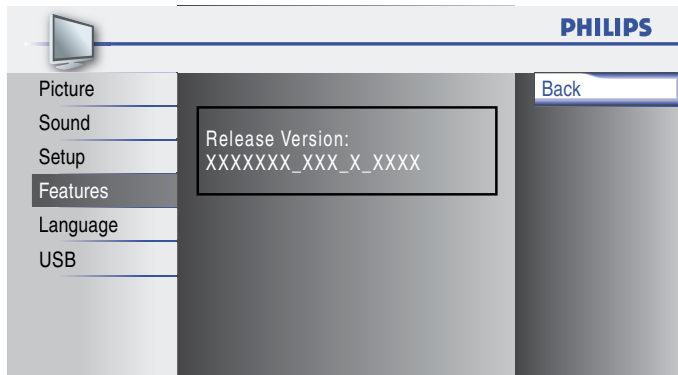 PHILIPS
Picture
Sound
Setup
Features
Language
USB
Release Version:
XXXXXXX_XXX_X_XXXX
Back